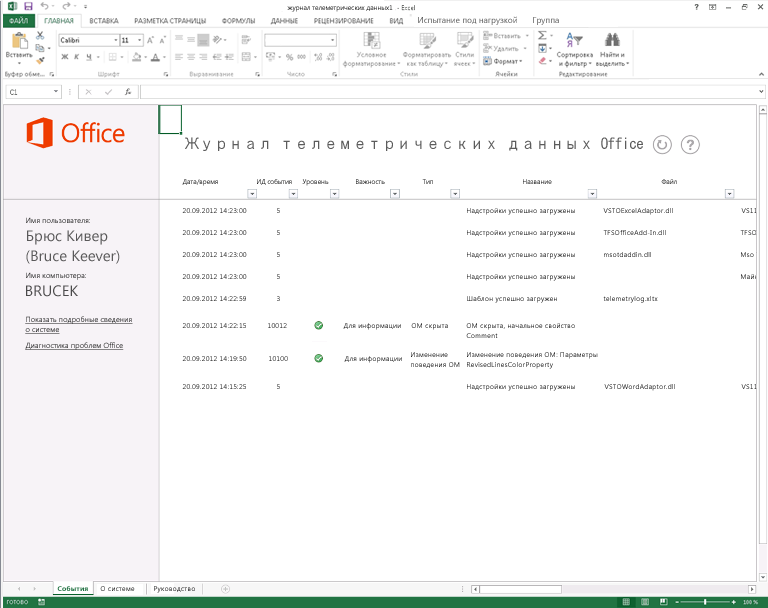 журнал телеметрических данных1 - Excel
ФАЙЛ ГЛАВНАЯ ВСТАВКА РАЗМЕТКА СТРАНИЦЫ ФОРМУЛЫ ДАННЫЕ РЕЦЕНЗИРОВАНИЕ ВИД Испытание под нагрузкой Группа
Вставить
Calibri 11
Ж К Ч
Условное форматирование
Форматировать как таблицу
Стили ячеек
Вставить
Удалить
Формат
Сортировка и фильтр
Найти и выделить
Буфер обме... Шрифт Выравнивание Число Стили Ячейки Редактирование
C1 fx
Office
Журнал телеметрических данных Office
Дата/время ИД события Уровень Важность Тип Название Файл
Имя пользователя:
Брюс Кивер
(Bruce Keever)
Имя компьютера:
BRUCEK
Показать подробные сведения
о системе
Диагностика проблем Office
20.09.2012 14:23:00 5 Надстройки успешно загружены VSTOExcelAdaptor.dll VS11
20.09.2012 14:23:00 5 Надстройки успешно загружены TFSOfficeAdd-In.dll TFSO
20.09.2012 14:23:00 5 Надстройки успешно загружены msotdaddin.dll Mso
20.09.2012 14:23:00 5 Надстройки успешно загружены
20.09.2012 14:22:59 3 Шаблон успешно загружен telemetrylog.xltx
20.09.2012 14:22:15 10012 Для информации ОМ скрыта ОМ скрыта, начальное свойство
Comment
20.09.2012 14:19:50 10100 Для информации Изменение поведения ОМ Изменение поведения ОМ: Параметры
RevisedLinesColorProperty
20.09.2012 14:15:25 5 Надстройки успешно загружены VSTOWordAdaptor.dll VS11
События О системе Руководство
ГОТОВО 100 %